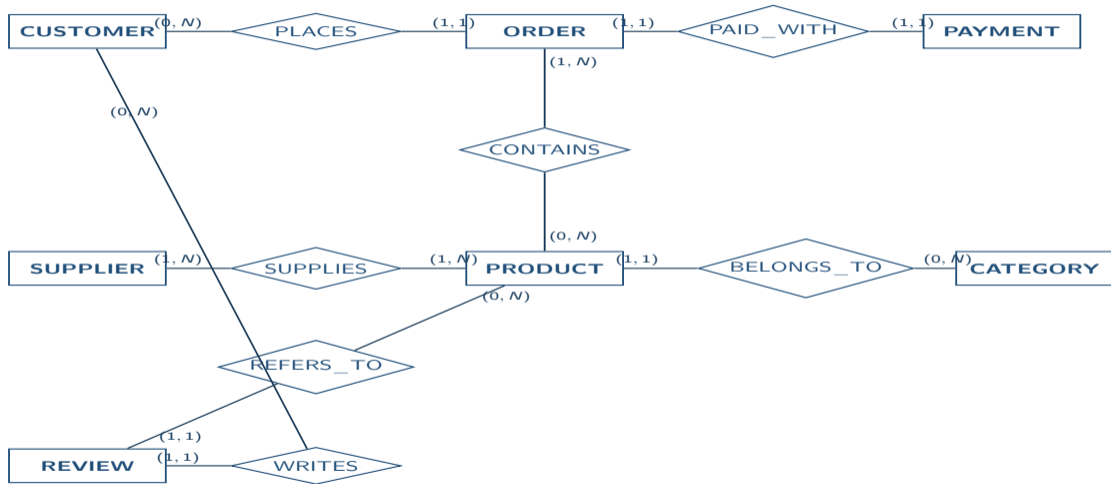 CUSTOMER (0, N) PLACES (1, 1) ORDER (1, 1) PAID_WITH (1, 1) PAYMENT
(1, N)
(0, N)
CONTAINS
(0, N)
SUPPLIER (1, N) SUPPLIES (1, N) PRODUCT (1, 1) BELONGS_TO (0, N) CATEGORY
(0, N)
REFERS_TO
(1, 1)
REVIEW (1, 1) WRITES